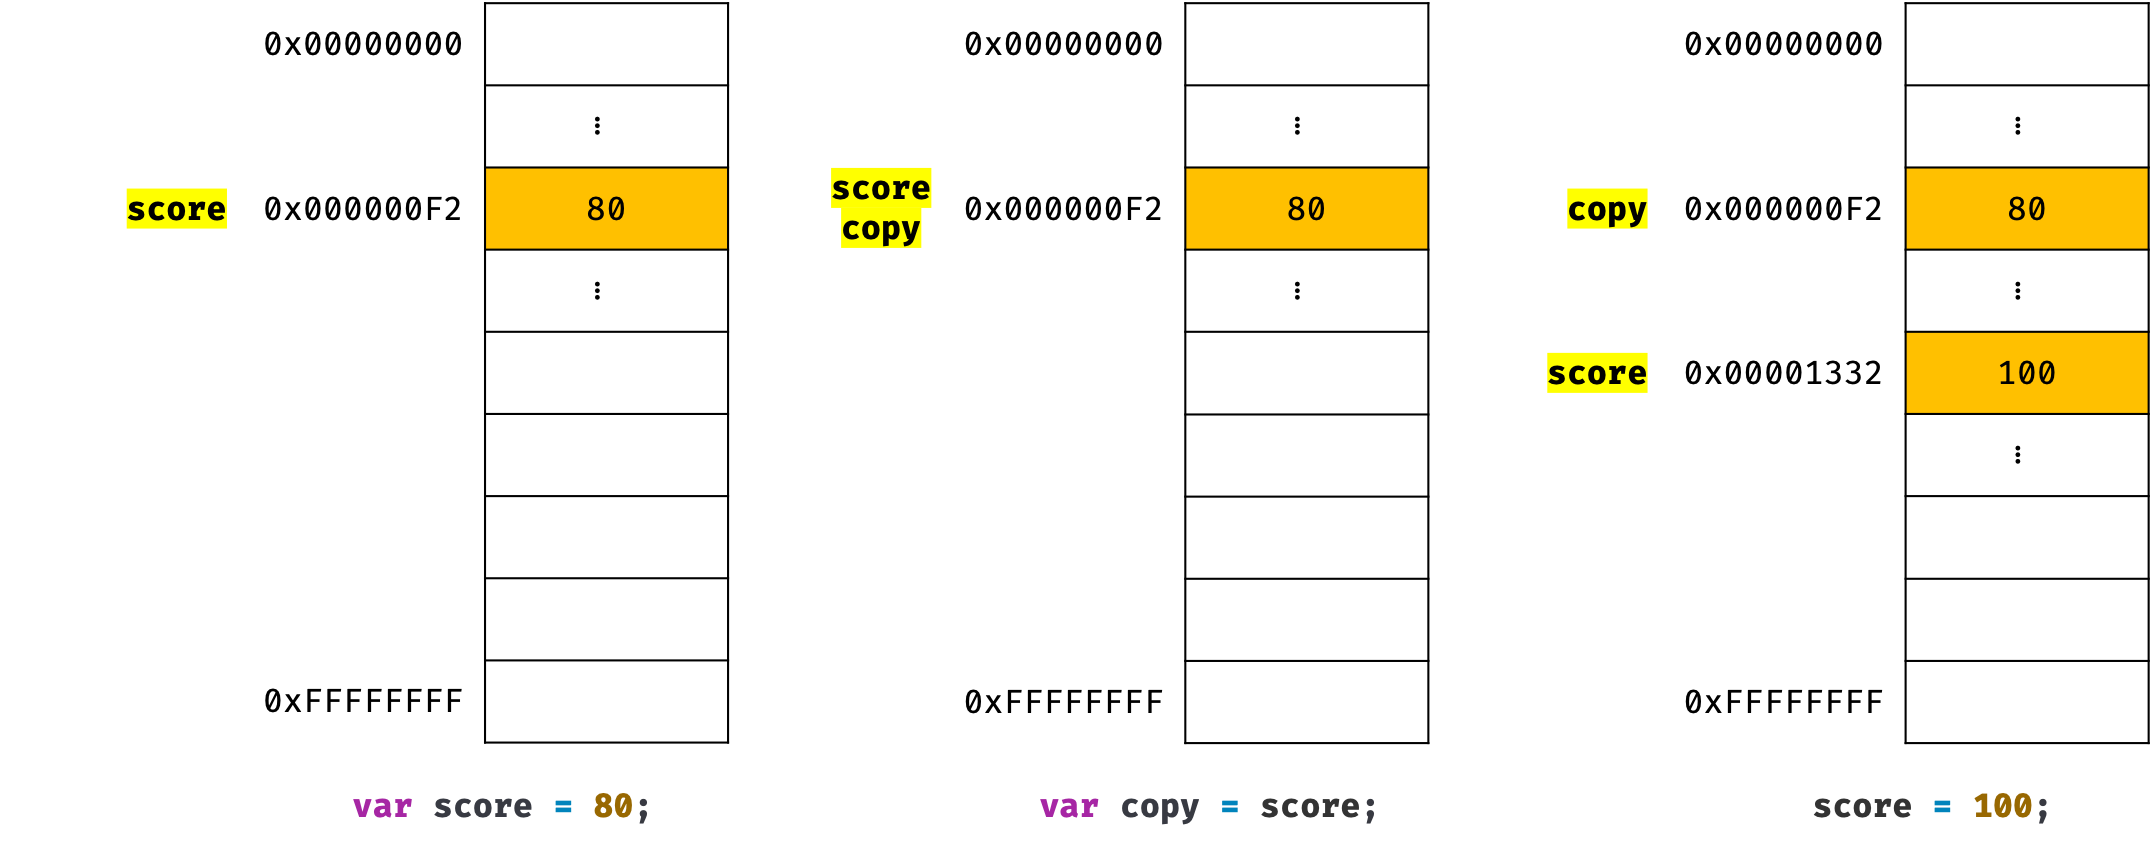 0x00000000
⋮
score 0x000000F2 80
⋮
0xFFFFFFFF
var score = 80;
0x00000000
⋮
score
copy
0x000000F2 80
⋮
0xFFFFFFFF
var copy = score;
0x00000000
⋮
copy 0x000000F2 80
⋮
score 0x00001332 100
⋮
0xFFFFFFFF
score = 100;